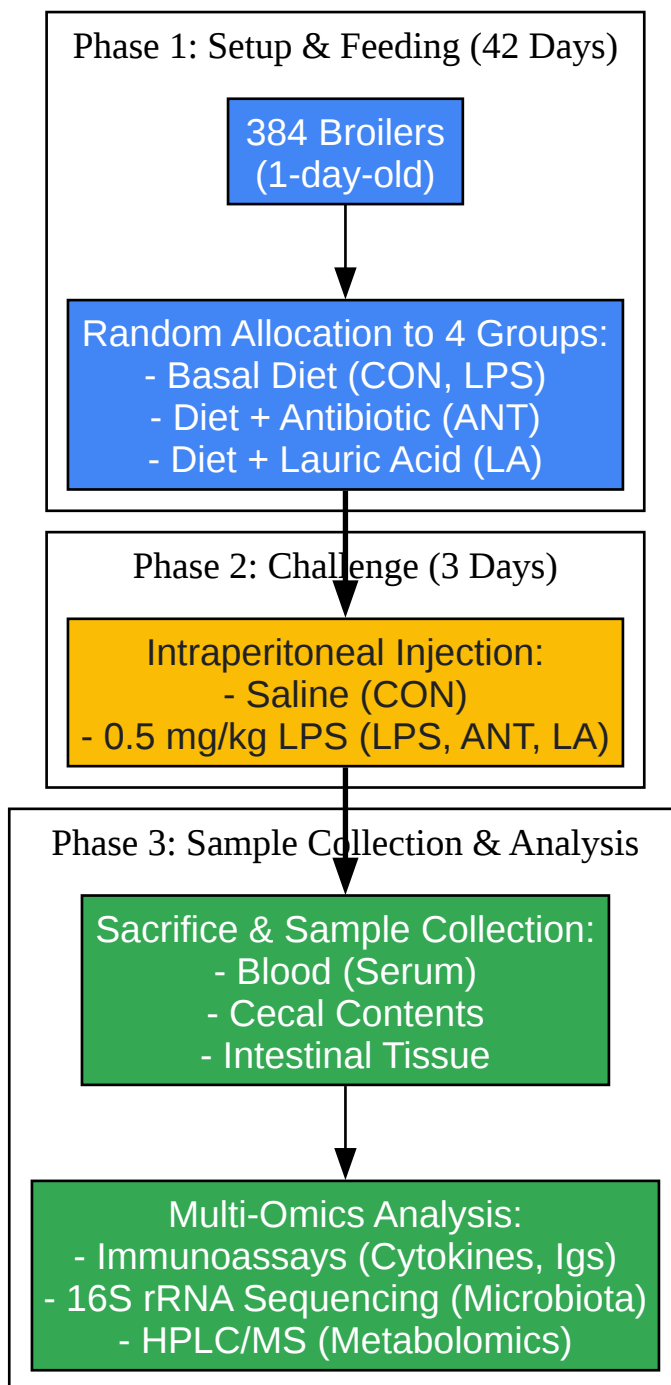 Phase 1: Setup & Feeding (42 Days)
384 Broilers
(1-day-old)
Random Allocation to 4 Groups:
- Basal Diet (CON, LPS)
- Diet + Antibiotic (ANT)
- Diet + Lauric Acid (LA)
Phase 2: Challenge (3 Days)
Intraperitoneal Injection:
- Saline (CON)
- 0.5 mg/kg LPS (LPS, ANT, LA)
Phase 3: Sample Collection & Analysis
Sacrifice & Sample Collection:
- Blood (Serum)
- Cecal Contents
- Intestinal Tissue
Multi-Omics Analysis:
- Immunoassays (Cytokines, Igs)
- 16S rRNA Sequencing (Microbiota)
- HPLC/MS (Metabolomics)